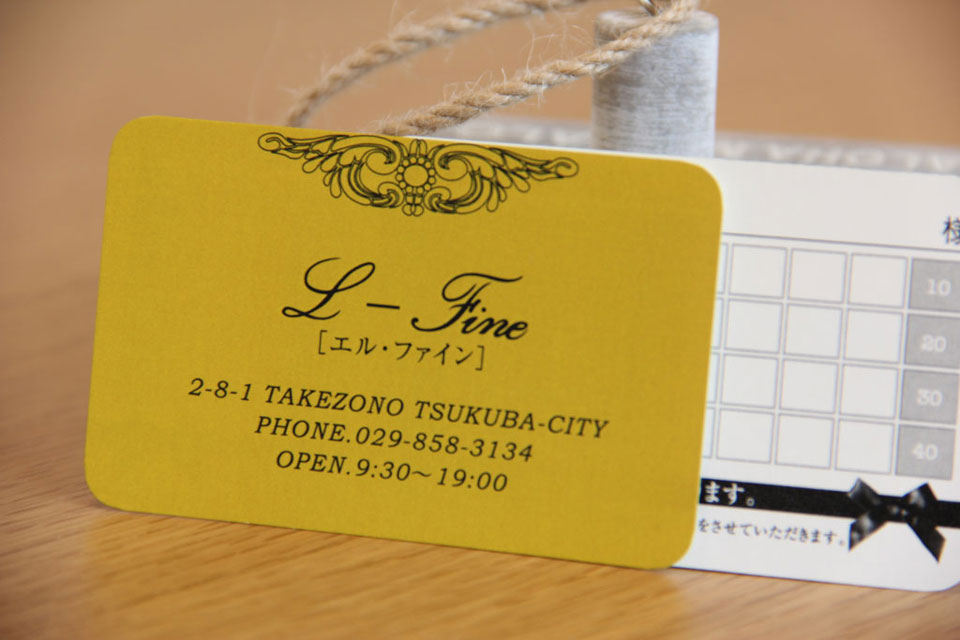 L – Fine
[エル・ファイン]
2-8-1 TAKEZONO TSUKUBA-CITY
PHONE.029-858-3134
OPEN.9:30～19:00
様
10
20
30
40
ます。
をさせていただきます。